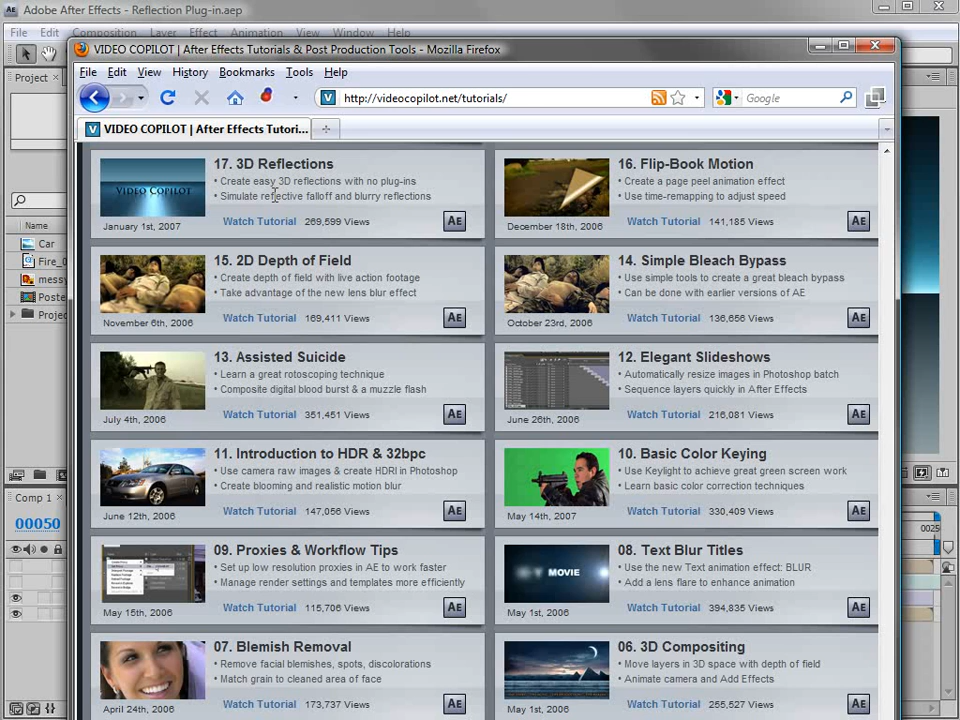 Adobe After Effects - Reflection Plug-in.aep
File Edit Composition Layer Effect Animation View Window Help
VIDEO COPILOT | After Effects Tutorials & Post Production Tools - Mozilla Firefox
File Edit View History Bookmarks Tools Help
http://videocopilot.net/tutorials/
Google
VIDEO COPILOT | After Effects Tutori...
Project
Name
Car
Fire_0
messy
Poste
Projec
Comp 1
00050
0025
17. 3D Reflections
• Create easy 3D reflections with no plug-ins
• Simulate reflective falloff and blurry reflections
VIDEO COPILOT
January 1st, 2007
Watch Tutorial 269,599 Views
AE
16. Flip-Book Motion
• Create a page peel animation effect
• Use time-remapping to adjust speed
December 18th, 2006
Watch Tutorial 141,185 Views
AE
15. 2D Depth of Field
• Create depth of field with live action footage
• Take advantage of the new lens blur effect
November 6th, 2006
Watch Tutorial 169,411 Views
AE
14. Simple Bleach Bypass
• Use simple tools to create a great bleach bypass
• Can be done with earlier versions of AE
October 23rd, 2006
Watch Tutorial 136,656 Views
AE
13. Assisted Suicide
• Learn a great rotoscoping technique
• Composite digital blood burst & a muzzle flash
July 4th, 2006
Watch Tutorial 351,451 Views
AE
12. Elegant Slideshows
• Automatically resize images in Photoshop batch
• Sequence layers quickly in After Effects
June 26th, 2006
Watch Tutorial 216,081 Views
AE
11. Introduction to HDR & 32bpc
• Use camera raw images & create HDRI in Photoshop
• Create blooming and realistic motion blur
June 12th, 2006
Watch Tutorial 147,056 Views
AE
10. Basic Color Keying
• Use Keylight to achieve great green screen work
• Learn basic color correction techniques
May 14th, 2007
Watch Tutorial 330,409 Views
AE
09. Proxies & Workflow Tips
• Set up low resolution proxies in AE to work faster
• Manage render settings and templates more efficiently
May 15th, 2006
Watch Tutorial 115,706 Views
AE
08. Text Blur Titles
• Use the new Text animation effect: BLUR
• Add a lens flare to enhance animation
MOVIE
May 1st, 2006
Watch Tutorial 394,835 Views
AE
07. Blemish Removal
• Remove facial blemishes, spots, discolorations
• Match grain to cleaned area of face
April 24th, 2006
Watch Tutorial 173,737 Views
AE
06. 3D Compositing
• Move layers in 3D space with depth of field
• Animate camera and Add Effects
May 1st, 2006
Watch Tutorial 255,527 Views
AE